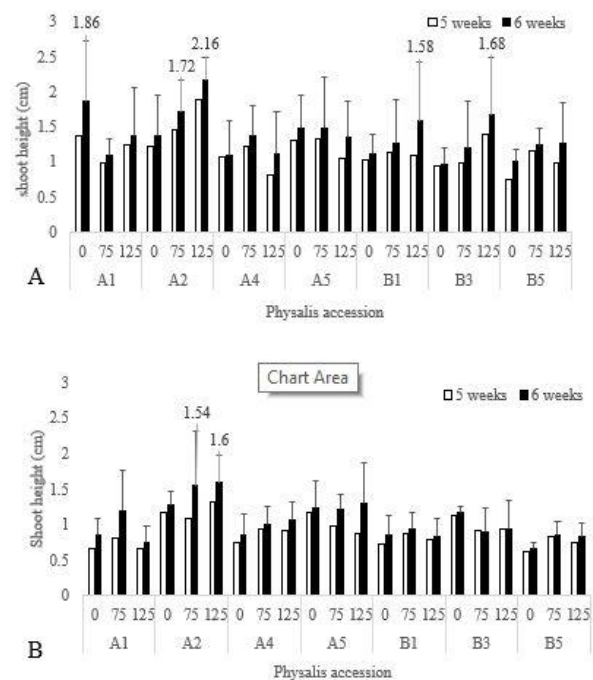 3
1.86
□ 5 weeks ■ 6 weeks
2.16
2.5
1.72
1.58
1.68
2
shoot height (cm)
1.5
1
0.5
0
0 75 125 0 75 125 0 75 125 0 75 125 0 75 125 0 75 125 0 75 125
A
A1 A2 A4 A5 B1 B3 B5
Physalis accession
3
Chart Area
□ 5 weeks ■ 6 weeks
2.5
1.54
1.6
2
Shoot height (cm)
1.5
1
0.5
0
0 75 125 0 75 125 0 75 125 0 75 125 0 75 125 0 75 125 0 75 125
B
A1 A2 A4 A5 B1 B3 B5
Physalis accession